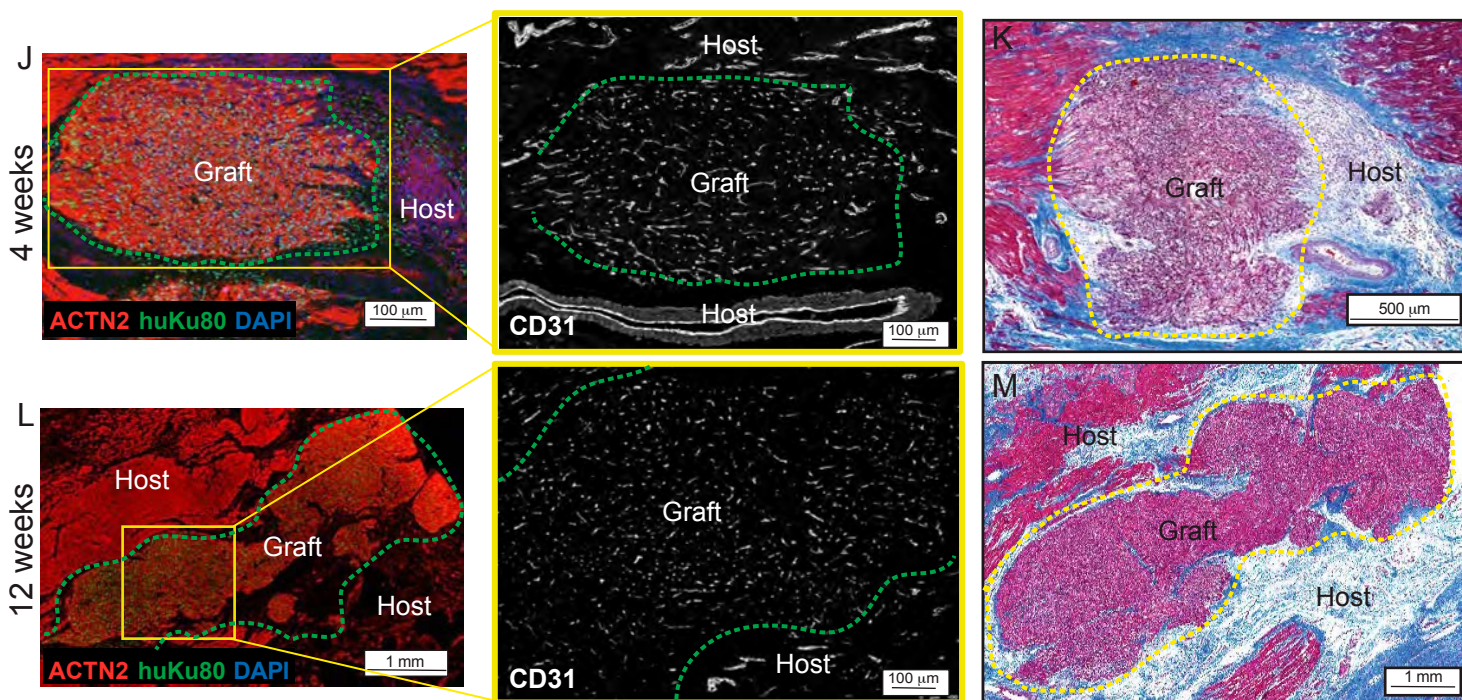 J
4 weeks
Graft
Host
ACTN2 huKu80 DAPI
100 μm
Host
Graft
Host
CD31
100 μm
K
Graft
Host
500 μm
L
12 weeks
Host
Graft
Host
ACTN2 huKu80 DAPI
1 mm
Graft
Host
CD31
100 μm
M
Host
Graft
Host
1 mm